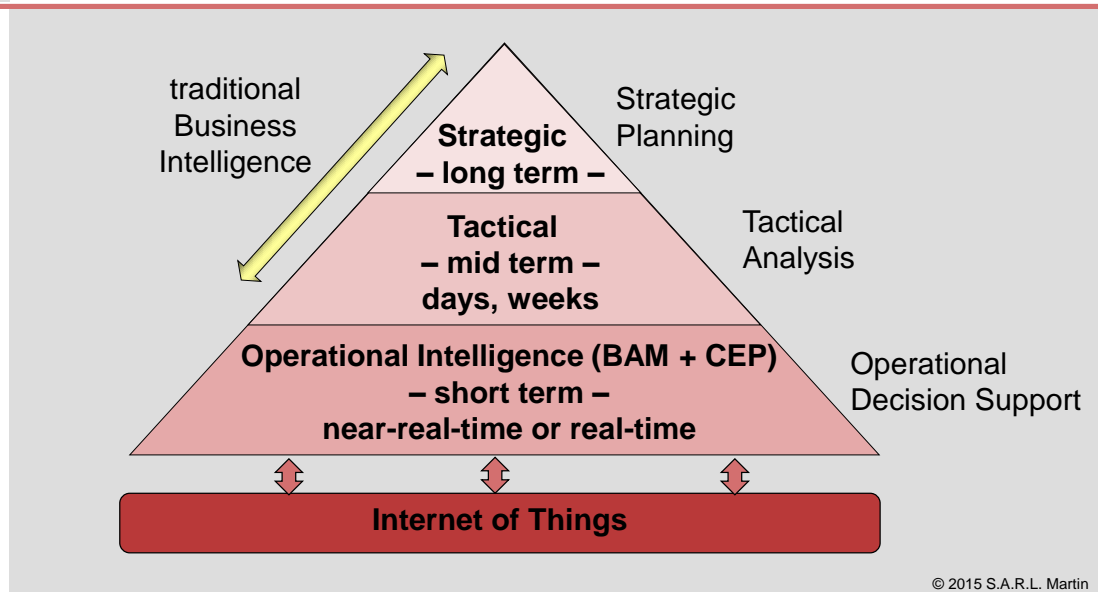 traditional
Business
Intelligence
Strategic
– long term –
Strategic
Planning
Tactical
– mid term –
days, weeks
Tactical
Analysis
Operational Intelligence (BAM + CEP)
– short term –
near-real-time or real-time
Operational
Decision Support
Internet of Things
© 2015 S.A.R.L. Martin